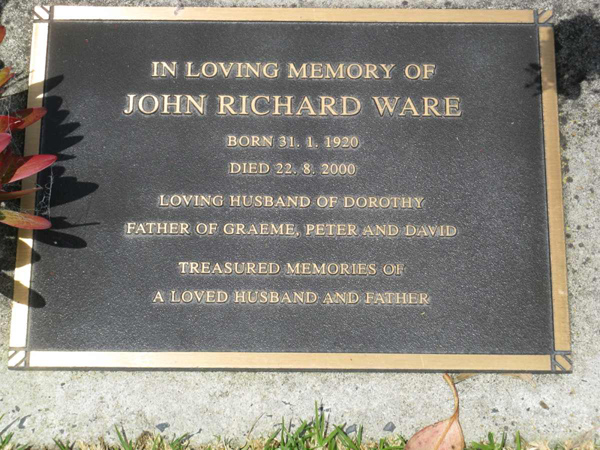 IN LOVING MEMORY OF
JOHN RICHARD WARE
BORN 31. 1. 1920
DIED 22. 8. 2000
LOVING HUSBAND OF DOROTHY
FATHER OF GRAEME, PETER AND DAVID
TREASURED MEMORIES OF
A LOVED HUSBAND AND FATHER